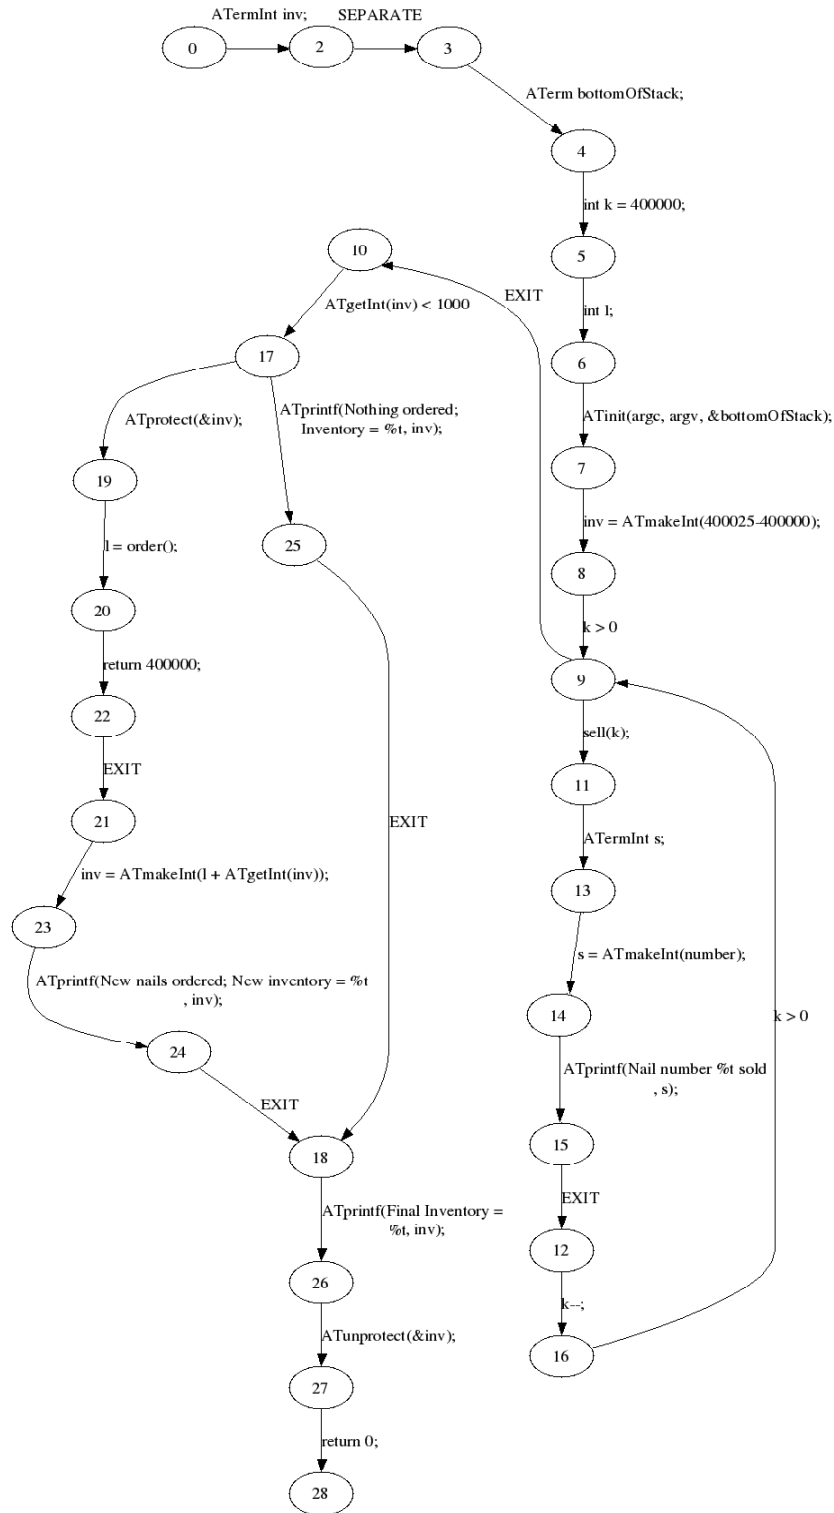 ATermInt inv;
SEPARATE
0
2
3
ATerm bottomOfStack;
4
int k = 400000;
5
int l;
6
ATinit(argc, argv, &bottomOfStack);
7
inv = ATmakeInt(400025-400000);
8
k > 0
9
EXIT
10
ATgetInt(inv) < 1000
17
ATprotect(&inv);
19
l = order();
20
return 400000;
22
EXIT
21
inv = ATmakeInt(l + ATgetInt(inv));
23
ATprintf(New nails ordered; New inventory = %t
, inv);
24
EXIT
ATprintf(Nothing ordered;
Inventory = %t, inv);
25
EXIT
18
ATprintf(Final Inventory =
%t, inv);
26
ATunprotect(&inv);
27
return 0;
28
sell(k);
11
ATermInt s;
13
s = ATmakeInt(number);
14
ATprintf(Nail number %t sold
, s);
15
EXIT
12
k--;
16
k > 0